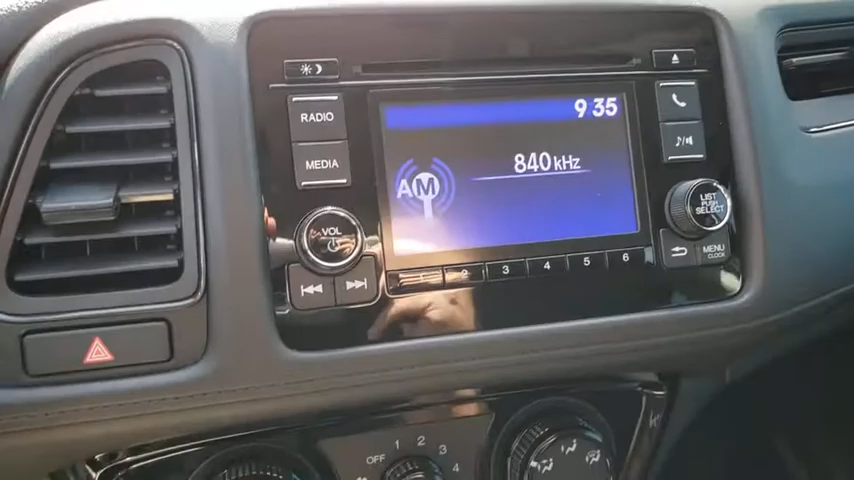 9:35
RADIO
MEDIA
AM
840 kHz
VOL
LIST
PUSH
SELECT
MENU
CLOCK
1 2 3 4 5 6
OFF 1 2 3 4